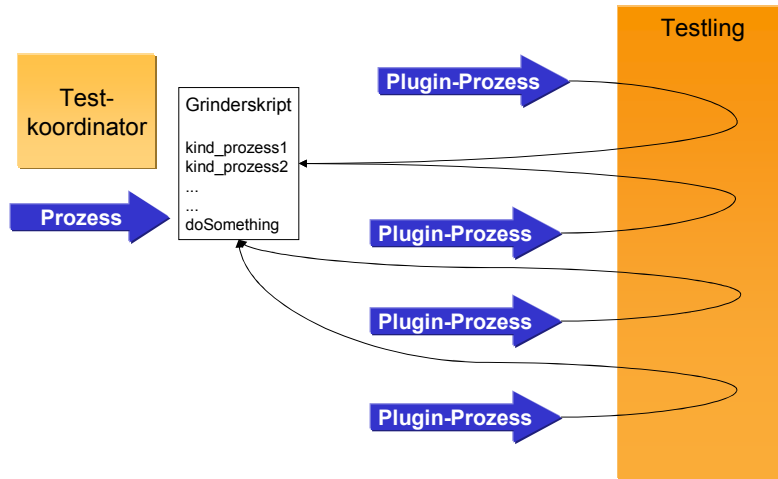 Testling
Plugin-Prozess
Test-
koordinator
Grinderskript
kind_prozess1
kind_prozess2
...
...
doSomething
Prozess
Plugin-Prozess
Plugin-Prozess
Plugin-Prozess